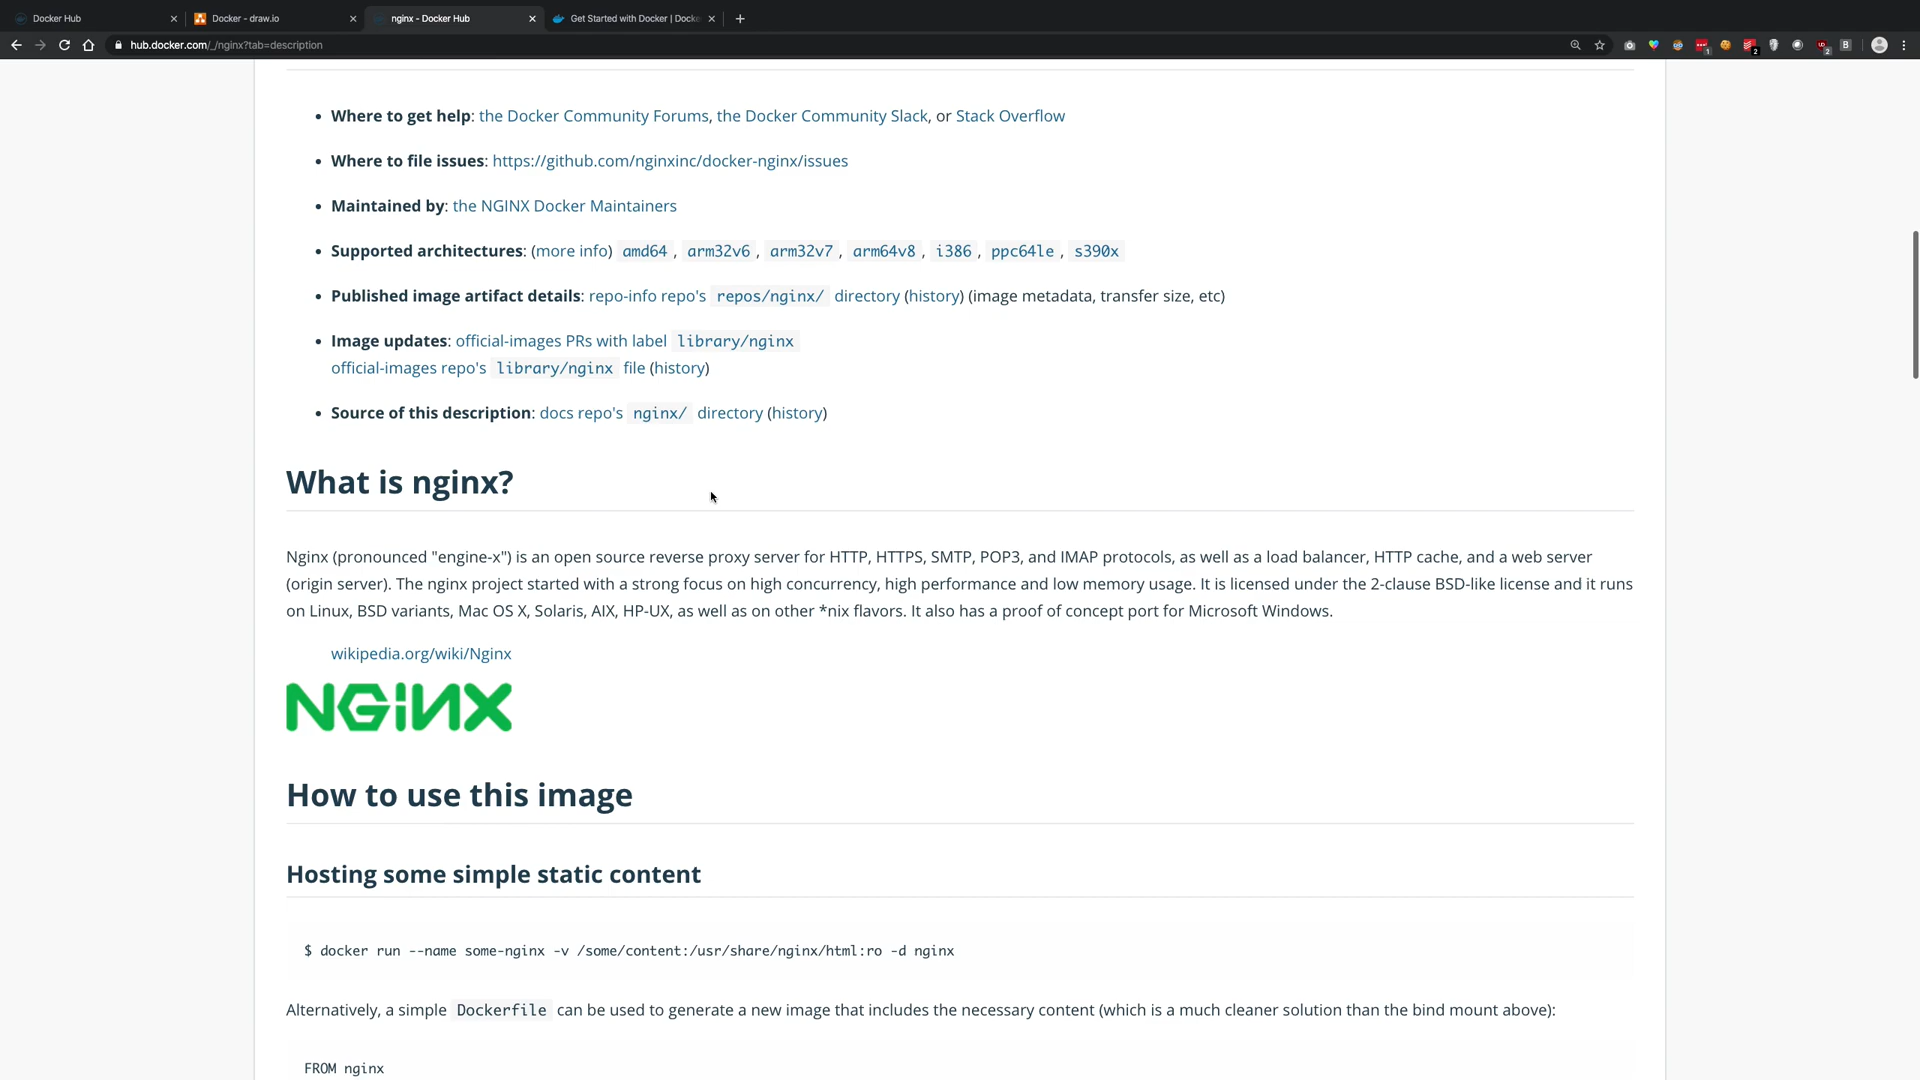 Docker Hub
Docker - draw.io
nginx - Docker Hub
Get Started with Docker | Docke
hub.docker.com/_/nginx?tab=description
Where to get help: the Docker Community Forums, the Docker Community Slack, or Stack Overflow
Where to file issues: https://github.com/nginxinc/docker-nginx/issues
Maintained by: the NGINX Docker Maintainers
Supported architectures: (more info) amd64 , arm32v6 , arm32v7 , arm64v8 , i386 , ppc64le , s390x
Published image artifact details: repo-info repo's repos/nginx/ directory (history) (image metadata, transfer size, etc)
Image updates: official-images PRs with label library/nginx
official-images repo's library/nginx file (history)
Source of this description: docs repo's nginx/ directory (history)
What is nginx?
Nginx (pronounced "engine-x") is an open source reverse proxy server for HTTP, HTTPS, SMTP, POP3, and IMAP protocols, as well as a load balancer, HTTP cache, and a web server
(origin server). The nginx project started with a strong focus on high concurrency, high performance and low memory usage. It is licensed under the 2-clause BSD-like license and it runs
on Linux, BSD variants, Mac OS X, Solaris, AIX, HP-UX, as well as on other *nix flavors. It also has a proof of concept port for Microsoft Windows.
wikipedia.org/wiki/Nginx
NGiNX
How to use this image
Hosting some simple static content
$ docker run --name some-nginx -v /some/content:/usr/share/nginx/html:ro -d nginx
Alternatively, a simple Dockerfile can be used to generate a new image that includes the necessary content (which is a much cleaner solution than the bind mount above):
FROM nginx